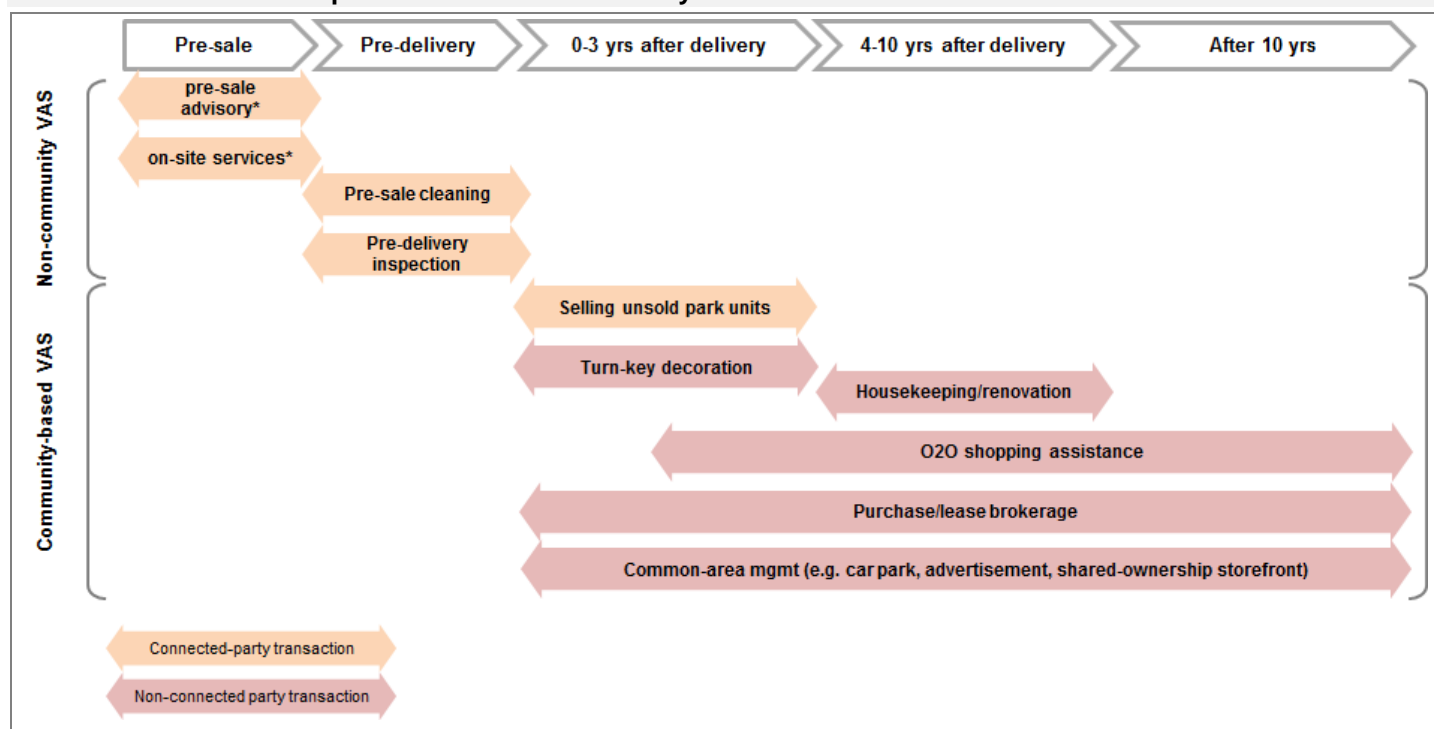 Pre-sale
Pre-delivery
0-3 yrs after delivery
4-10 yrs after delivery
After 10 yrs
Non-community VAS
pre-sale
advisory*
on-site services*
Pre-sale cleaning
Pre-delivery
inspection
Community-based VAS
Selling unsold park units
Turn-key decoration
Housekeeping/renovation
O2O shopping assistance
Purchase/lease brokerage
Common-area mgmt (e.g. car park, advertisement, shared-ownership storefront)
Connected-party transaction
Non-connected party transaction